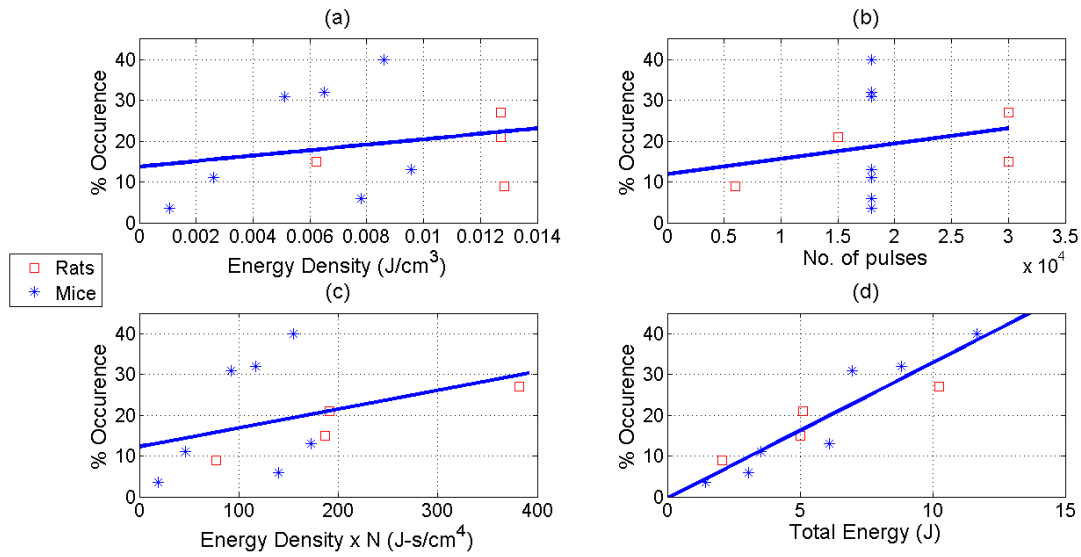 (a)
% Occurence
40
30
20
10
0
0 0.002 0.004 0.006 0.008 0.01 0.012 0.014
Energy Density (J/cm³)
(b)
% Occurence
40
30
20
10
0
0 0.5 1 1.5 2 2.5 3 3.5
No. of pulses
x 10⁴
Rats
Mice
(c)
% Occurence
40
30
20
10
0
0 100 200 300 400
Energy Density x N (J-s/cm⁴)
(d)
% Occurence
40
30
20
10
0
0 5 10 15
Total Energy (J)